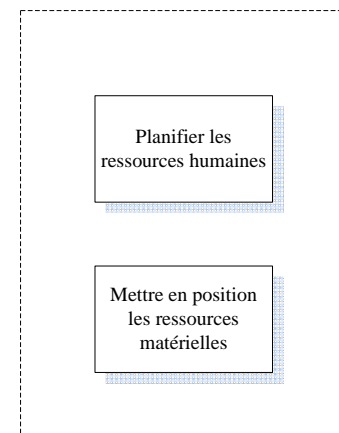 Planifier les
ressources humaines
Mettre en position
les ressources
matérielles